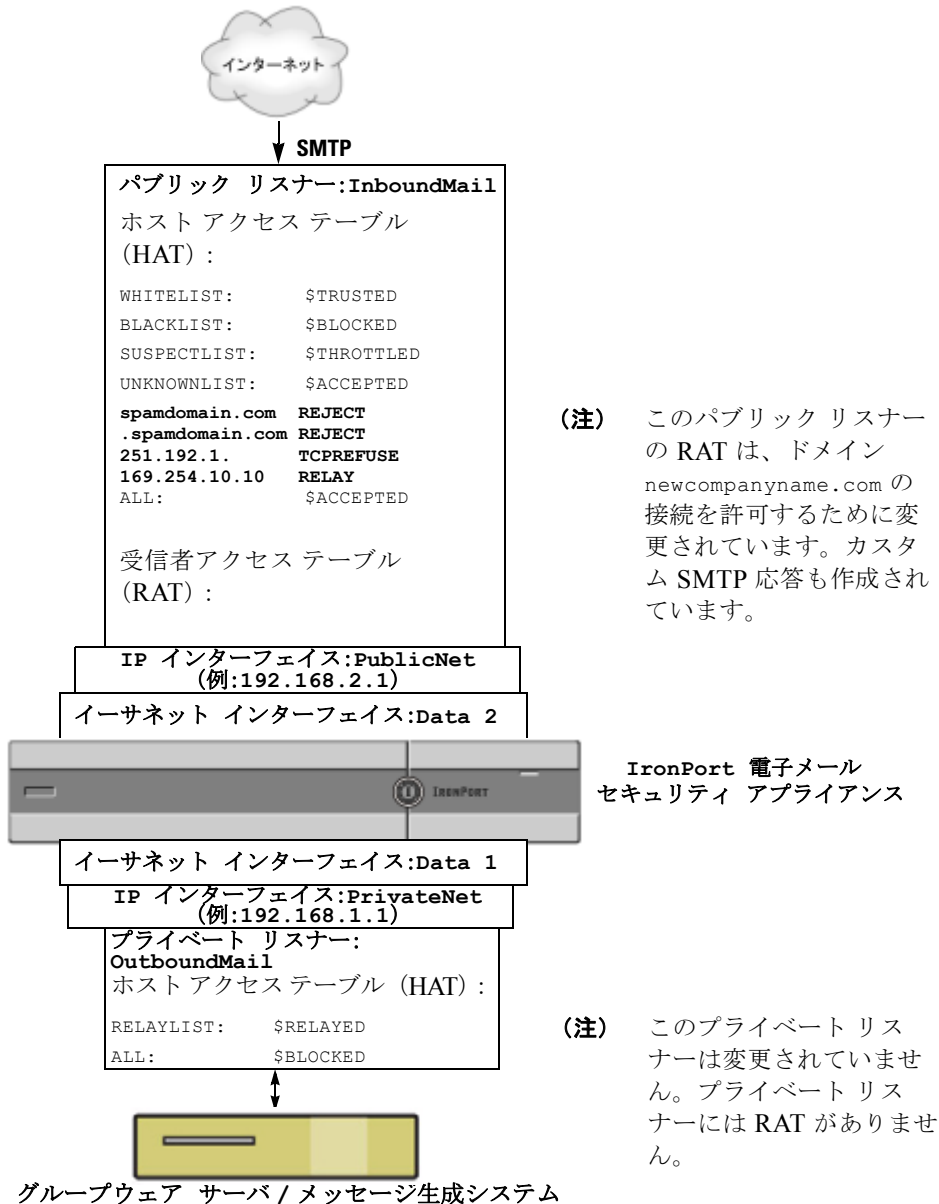 インターネット
SMTP
パブリック リスナー:InboundMail
ホスト アクセス テーブル
（HAT）:
WHITELIST: $TRUSTED
BLACKLIST: $BLOCKED
SUSPECTLIST: $THROTTLED
UNKNOWNLIST: $ACCEPTED
spamdomain.com REJECT
.spamdomain.com REJECT
251.192.1. TCPREFUSE
169.254.10.10 RELAY
ALL: $ACCEPTED
受信者アクセス テーブル
（RAT）:
（注） このパブリック リスナー
の RAT は、ドメイン
newcompanyname.com の
接続を許可するために変
更されています。カスタ
ム SMTP 応答も作成され
ています。
IP インターフェイス:PublicNet
（例:192.168.2.1）
イーサネット インターフェイス:Data 2
IRONPORT
IronPort 電子メール
セキュリティ アプライアンス
イーサネット インターフェイス:Data 1
IP インターフェイス:PrivateNet
（例:192.168.1.1）
プライベート リスナー:
OutboundMail
ホスト アクセス テーブル（HAT）:
RELAYLIST: $RELAYED
ALL: $BLOCKED
（注） このプライベート リス
ナーは変更されていませ
ん。プライベート リス
ナーには RAT がありませ
ん。
グループウェア サーバ / メッセージ生成システム